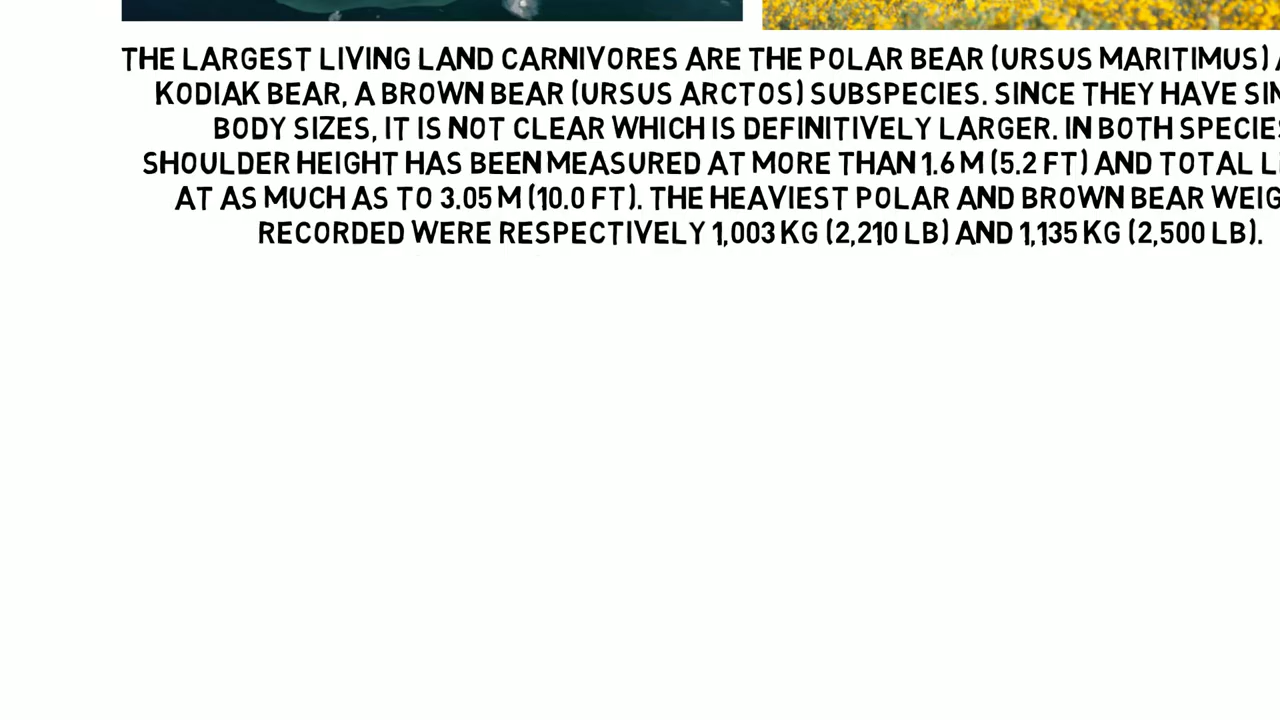 THE LARGEST LIVING LAND CARNIVORES ARE THE POLAR BEAR (URSUS MARITIMUS)
KODIAK BEAR, A BROWN BEAR (URSUS ARCTOS) SUBSPECIES. SINCE THEY HAVE
BODY SIZES, IT IS NOT CLEAR WHICH IS DEFINITIVELY LARGER. IN BOTH
SHOULDER HEIGHT HAS BEEN MEASURED AT MORE THAN 1.6 M (5.2 FT) AND TOTAL
AT AS MUCH AS TO 3.05 M (10.0 FT). THE HEAVIEST POLAR AND BROWN BEAR
RECORDED WERE RESPECTIVELY 1,003 KG (2,210 LB) AND 1,135 KG (2,500 LB).